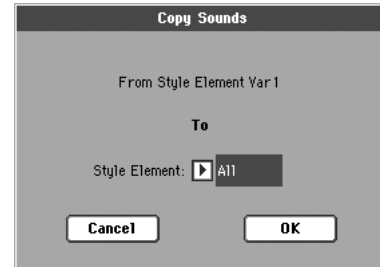 Copy Sounds
From Style Element Var1
To
Style Element: All
Cancel OK